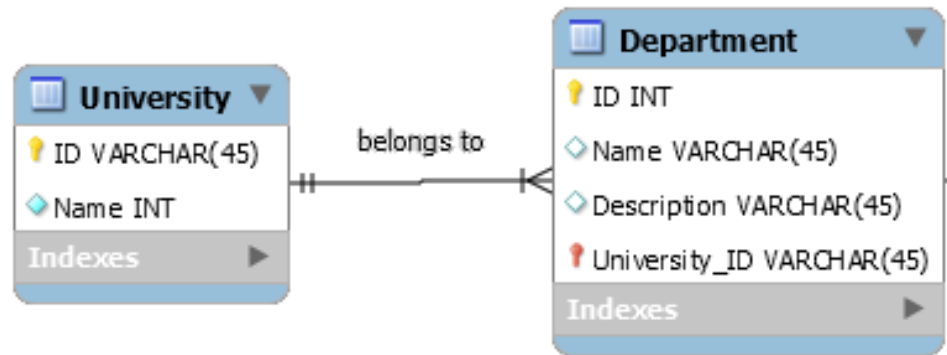 University
ID VARCHAR(45)
Name INT
Indexes
belongs to
Department
ID INT
Name VARCHAR(45)
Description VARCHAR(45)
University_ID VARCHAR(45)
Indexes